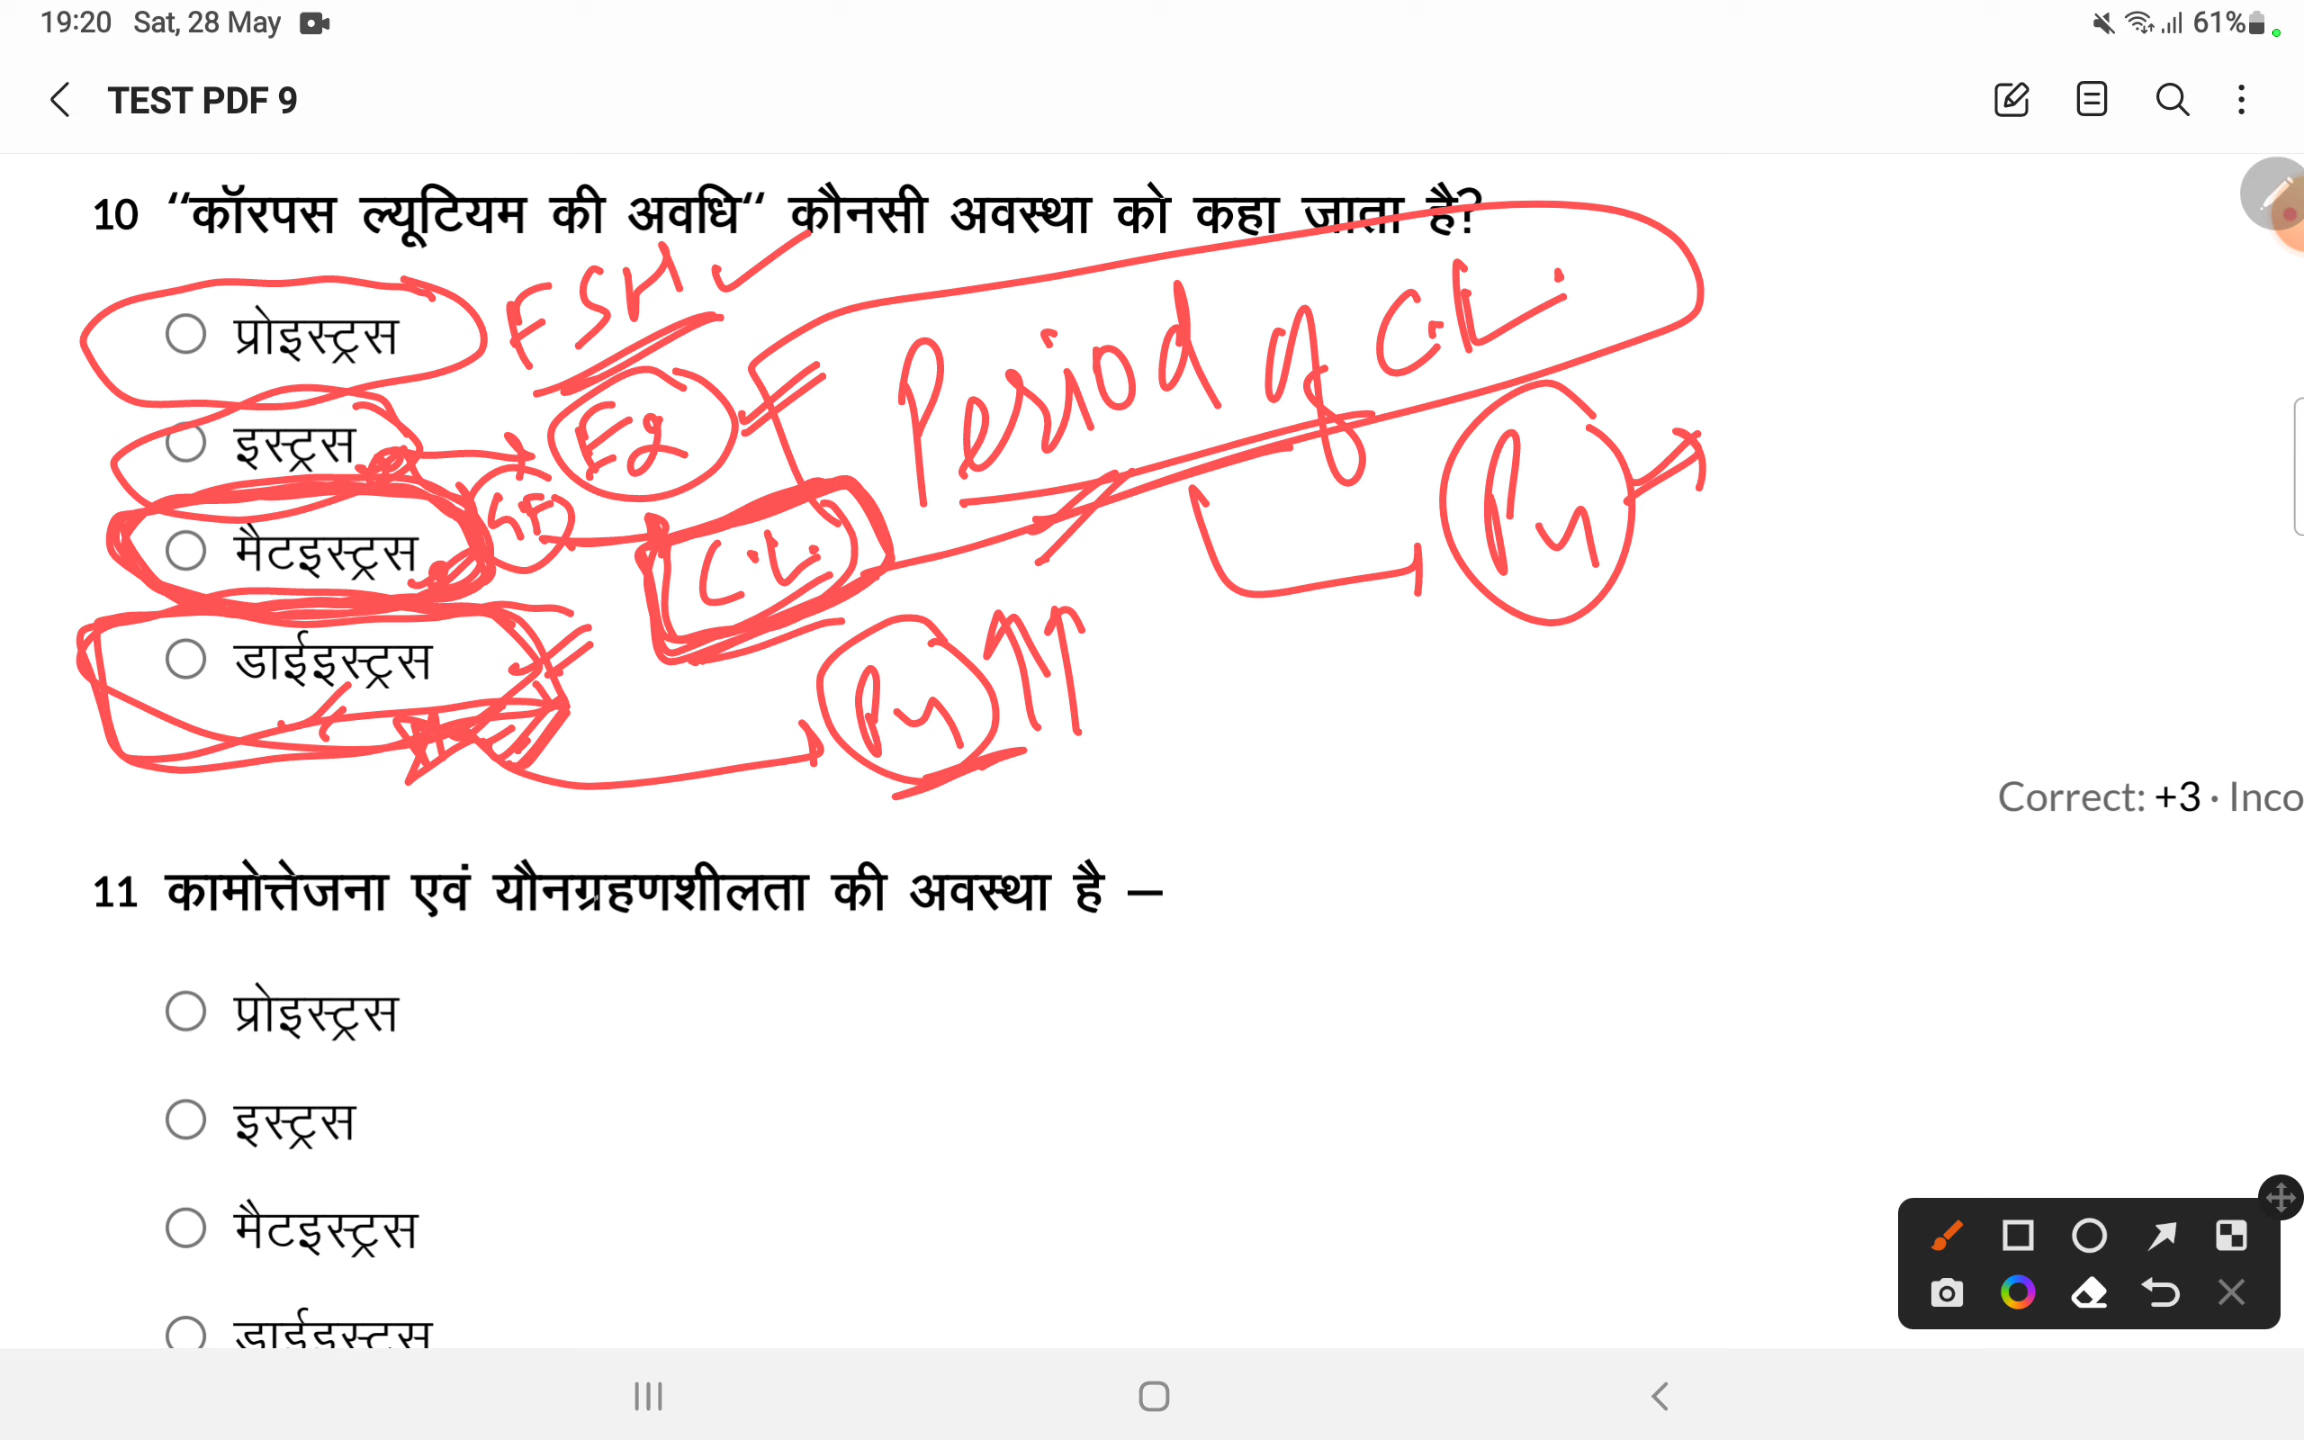 19:20 Sat, 28 May 61%
TEST PDF 9
10 “कॉरपस ल्यूटियम की अवधि“ कौनसी अवस्था को कहा जाता है?
FSH
प्रोइस्ट्रस
Period of C.L.
इस्ट्रस
E2
मैटइस्ट्रस
C.L.
डाईइस्ट्रस
Correct: +3 · Inco
11 कामोत्तेजना एवं यौनग्रहणशीलता की अवस्था है –
प्रोइस्ट्रस
इस्ट्रस
मैटइस्ट्रस
डाईइस्ट्रस